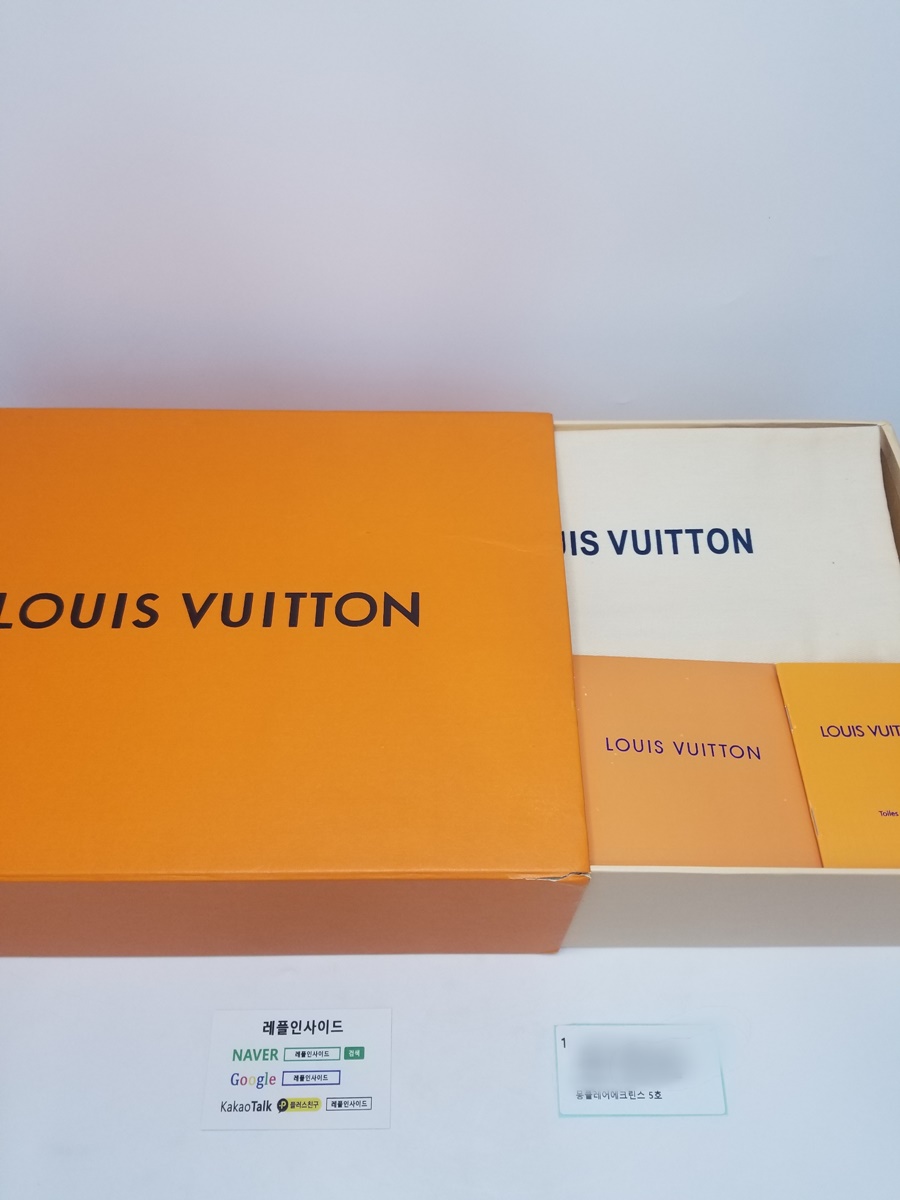 LOUIS VUITTON
UIS VUITTON
LOUIS VUITTON
LOUIS VUIT
Toiles
레플인사이드
NAVER 레플인사이드 검색
Google 레플인사이드
KakaoTalk P 플러스친구 레플인사이드
1
몽클레어에크린스 5호